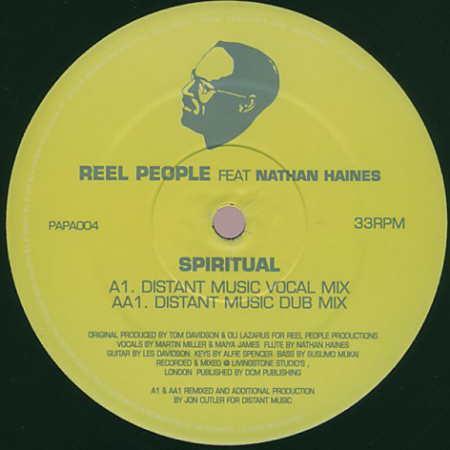 REEL PEOPLE FEAT NATHAN HAINES
PAPA004 33RPM
SPIRITUAL
A1. DISTANT MUSIC VOCAL MIX
AA1. DISTANT MUSIC DUB MIX
ORIGINAL PRODUCED BY TOM DAVIDSON & OLI LAZARUS FOR REEL PEOPLE PRODUCTIONS.
VOCALS BY MARTIN MILLER & MAIYA JAMES FLUTE BY NATHAN HAINES
GUITAR BY LES DAVIDSON KEYS BY ALFIE SPENCER BASS BY SUSUMO MUKAI
RECORDED & MIXED @ LIVINGSTONE STUDIO'S ,
LONDON PUBLISHED BY DCM PUBLISHING
A1 & AA1 REMIXED AND ADDITIONAL PRODUCTION
BY JON CUTLER FOR DISTANT MUSIC